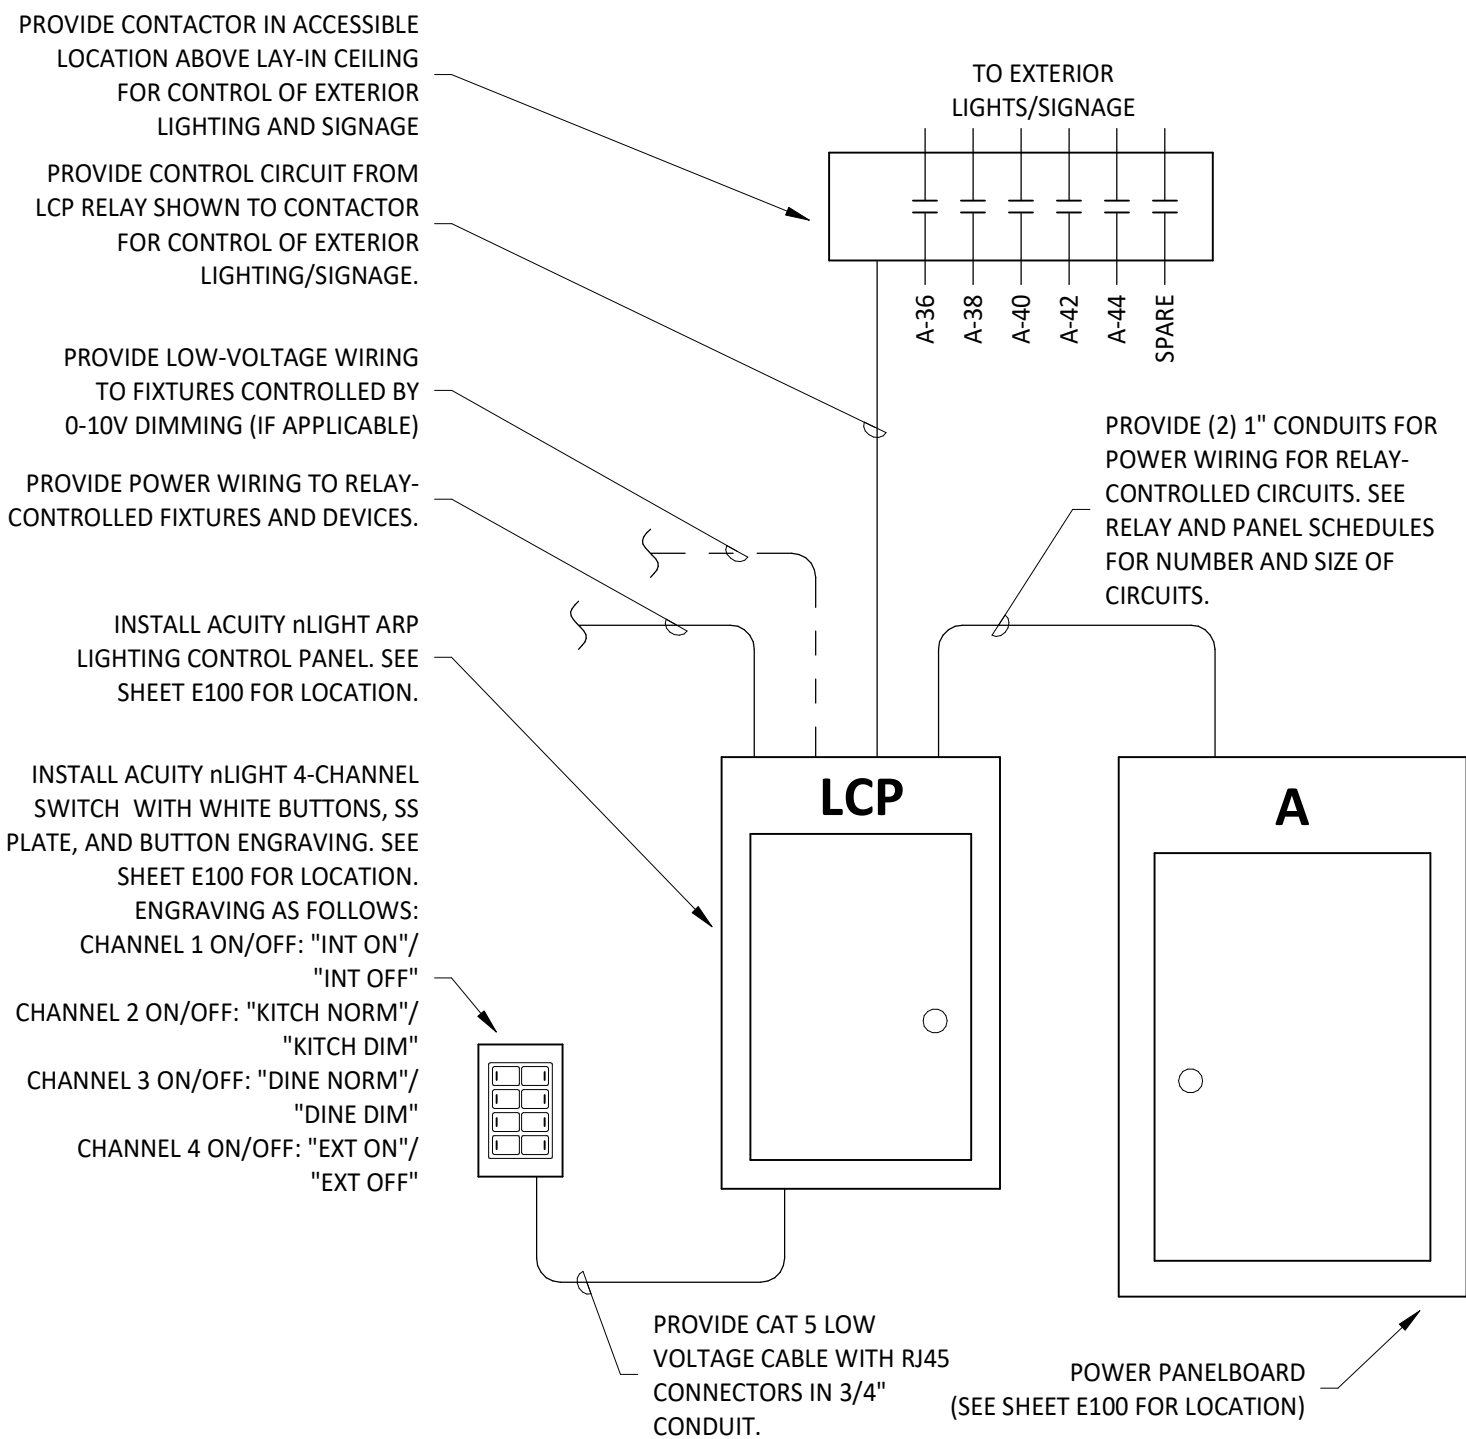 PROVIDE CONTACTOR IN ACCESSIBLE
LOCATION ABOVE LAY-IN CEILING
FOR CONTROL OF EXTERIOR
LIGHTING AND SIGNAGE
TO EXTERIOR
LIGHTS/SIGNAGE
PROVIDE CONTROL CIRCUIT FROM
LCP RELAY SHOWN TO CONTACTOR
FOR CONTROL OF EXTERIOR
LIGHTING/SIGNAGE.
A-36
A-38
A-40
A-42
A-44
SPARE
PROVIDE LOW-VOLTAGE WIRING
TO FIXTURES CONTROLLED BY
0-10V DIMMING (IF APPLICABLE)
PROVIDE (2) 1" CONDUITS FOR
POWER WIRING FOR RELAY-
CONTROLLED CIRCUITS. SEE
RELAY AND PANEL SCHEDULES
FOR NUMBER AND SIZE OF
CIRCUITS.
PROVIDE POWER WIRING TO RELAY-
CONTROLLED FIXTURES AND DEVICES.
INSTALL ACUITY nLIGHT ARP
LIGHTING CONTROL PANEL. SEE
SHEET E100 FOR LOCATION.
INSTALL ACUITY nLIGHT 4-CHANNEL
SWITCH  WITH WHITE BUTTONS, SS
PLATE, AND BUTTON ENGRAVING. SEE
SHEET E100 FOR LOCATION.
ENGRAVING AS FOLLOWS:
CHANNEL 1 ON/OFF: "INT ON"/
"INT OFF"
CHANNEL 2 ON/OFF: "KITCH NORM"/
"KITCH DIM"
CHANNEL 3 ON/OFF: "DINE NORM"/
"DINE DIM"
CHANNEL 4 ON/OFF: "EXT ON"/
"EXT OFF"
LCP
A
PROVIDE CAT 5 LOW
VOLTAGE CABLE WITH RJ45
CONNECTORS IN 3/4"
CONDUIT.
POWER PANELBOARD
(SEE SHEET E100 FOR LOCATION)